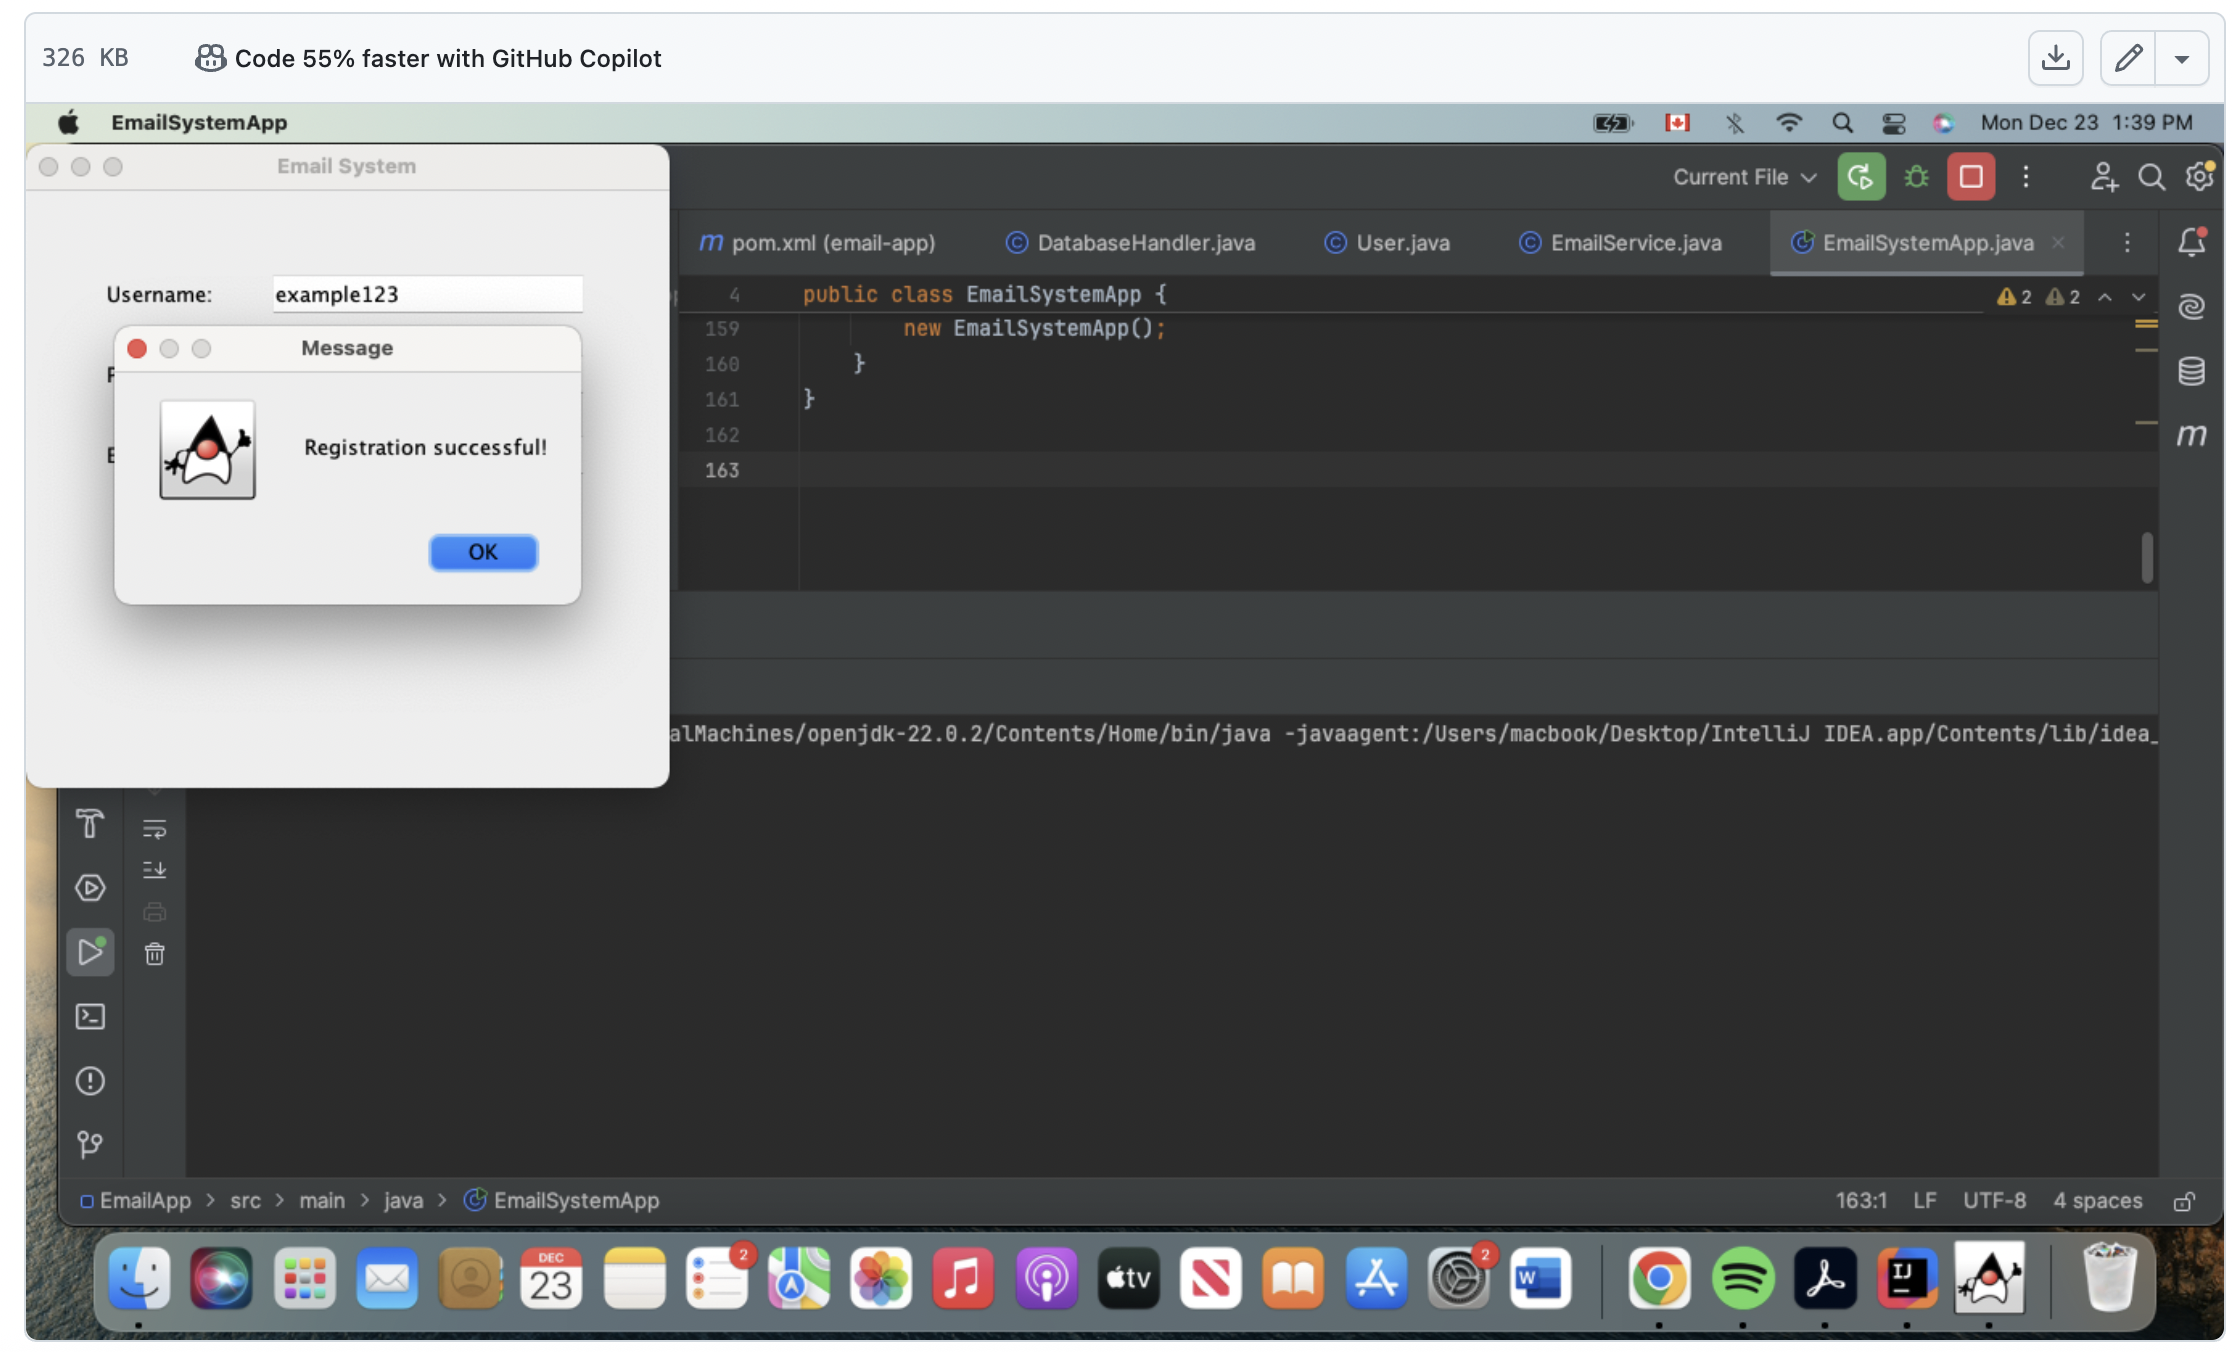 326 KB
Code 55% faster with GitHub Copilot
EmailSystemApp
Mon Dec 23 1:39 PM
Email System
Current File
pom.xml (email-app)
DatabaseHandler.java
User.java
EmailService.java
EmailSystemApp.java
Username:
example123
4 public class EmailSystemApp {
2
2
159 new EmailSystemApp();
160 }
161 }
162
163
Message
Registration successful!
OK
alMachines/openjdk-22.0.2/Contents/Home/bin/java -javaagent:/Users/macbook/Desktop/IntelliJ IDEA.app/Contents/lib/idea_
EmailApp > src > main > java > EmailSystemApp
163:1 LF UTF-8 4 spaces
DEC
23
2
tv
2
W
IJ